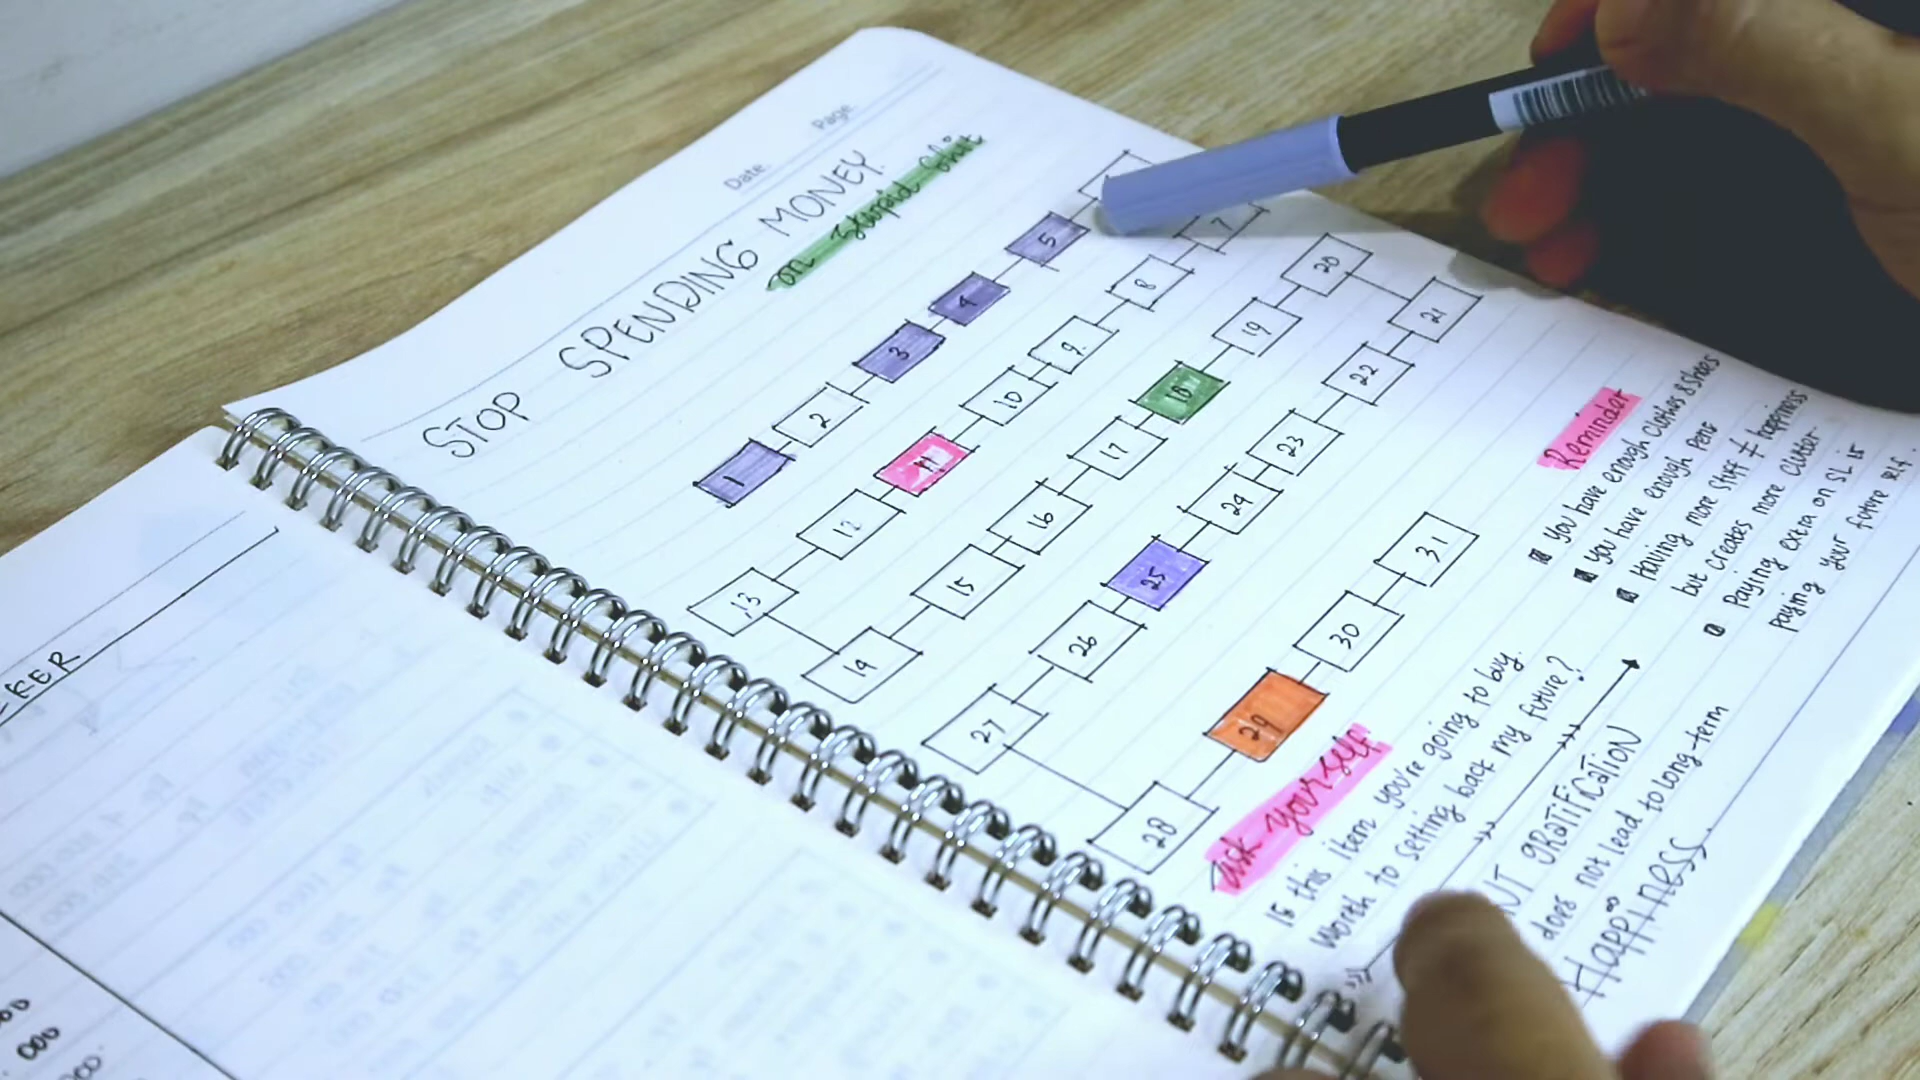 Date
Page
STOP SPENDING MONEY
on Stupid Shit
1
2
3
4
5
7
8
9
10
11
12
13
14
15
16
17
18
19
20
21
22
23
24
25
26
27
28
29
30
31
Reminder
You have enough clothes & shoes
You have enough pens
Having more stuff ≠ happiness
but creates more clutter
Paying extra on SL is
paying your future self.
ask yourself
Is this item you're going to buy
Worth to setting back my future?
GRATIFICATION
does not lead to long-term
Happiness
KER
000